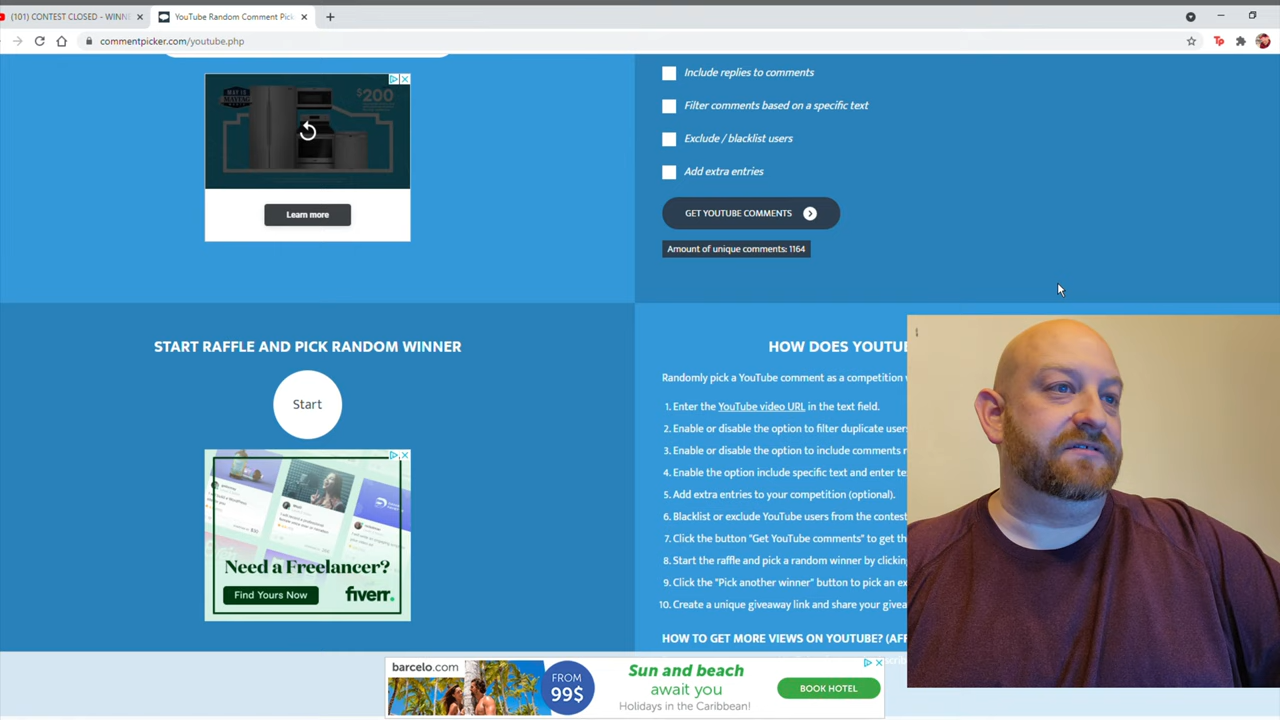 (101) CONTEST CLOSED - WINN
YouTube Random Comment Pick
commentpicker.com/youtube.php
MAY IS
MAYTAG
$200
Learn more
Include replies to comments
Filter comments based on a specific text
Exclude / blacklist users
Add extra entries
GET YOUTUBE COMMENTS
Amount of unique comments: 1164
START RAFFLE AND PICK RANDOM WINNER
Start
Need a Freelancer?
Find Yours Now
fiverr.
HOW DOES YOUTU
Randomly pick a YouTube comment as a competition
1. Enter the YouTube video URL in the text field.
2. Enable or disable the option to filter duplicate users
3. Enable or disable the option to include comments
4. Enable the option include specific text and enter te
5. Add extra entries to your competition (optional).
6. Blacklist or exclude YouTube users from the contest
7. Click the button "Get YouTube comments" to get th
8. Start the raffle and pick a random winner by clickin
9. Click the "Pick another winner" button to pick an ex
10. Create a unique giveaway link and share your givea
HOW TO GET MORE VIEWS ON YOUTUBE? (AFF
barcelo.com
FROM
99$
Sun and beach
await you
Holidays in the Caribbean!
BOOK HOTEL